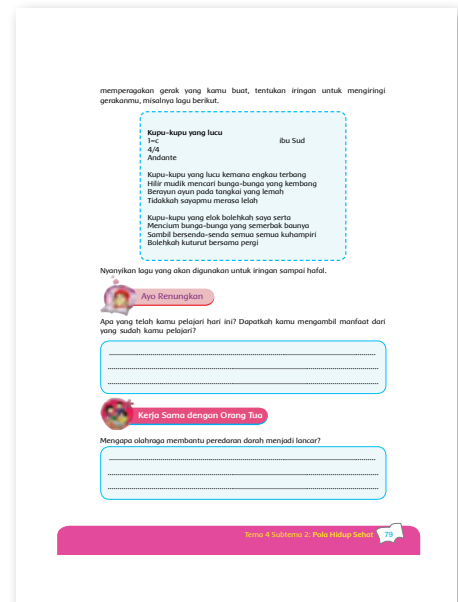 memperagakan gerak yang kamu buat, tentukan iringan untuk mengiringi
gerakanmu, misalnya lagu berikut.
Kupu-kupu yang lucu
1=c ibu Sud
4/4
Andante
Kupu-kupu yang lucu kemana engkau terbang
Hilir mudik mencari bunga-bunga yang kembang
Berayun ayun pada tangkai yang lemah
Tidakkah sayapmu merasa lelah
Kupu-kupu yang elok bolehkah saya serta
Mencium bunga-bunga yang semerbak baunya
Sambil bersenda-senda semua semua kuhampiri
Bolehkah kuturut bersama pergi
Nyanyikan lagu yang akan digunakan untuk iringan sampai hafal.
Ayo Renungkan
Apa yang telah kamu pelajari hari ini? Dapatkah kamu mengambil manfaat dari
yang sudah kamu pelajari?
Kerja Sama dengan Orang Tua
Mengapa olahraga membantu peredaran darah menjadi lancar?
Tema 4 Subtema 2: Pola Hidup Sehat 79